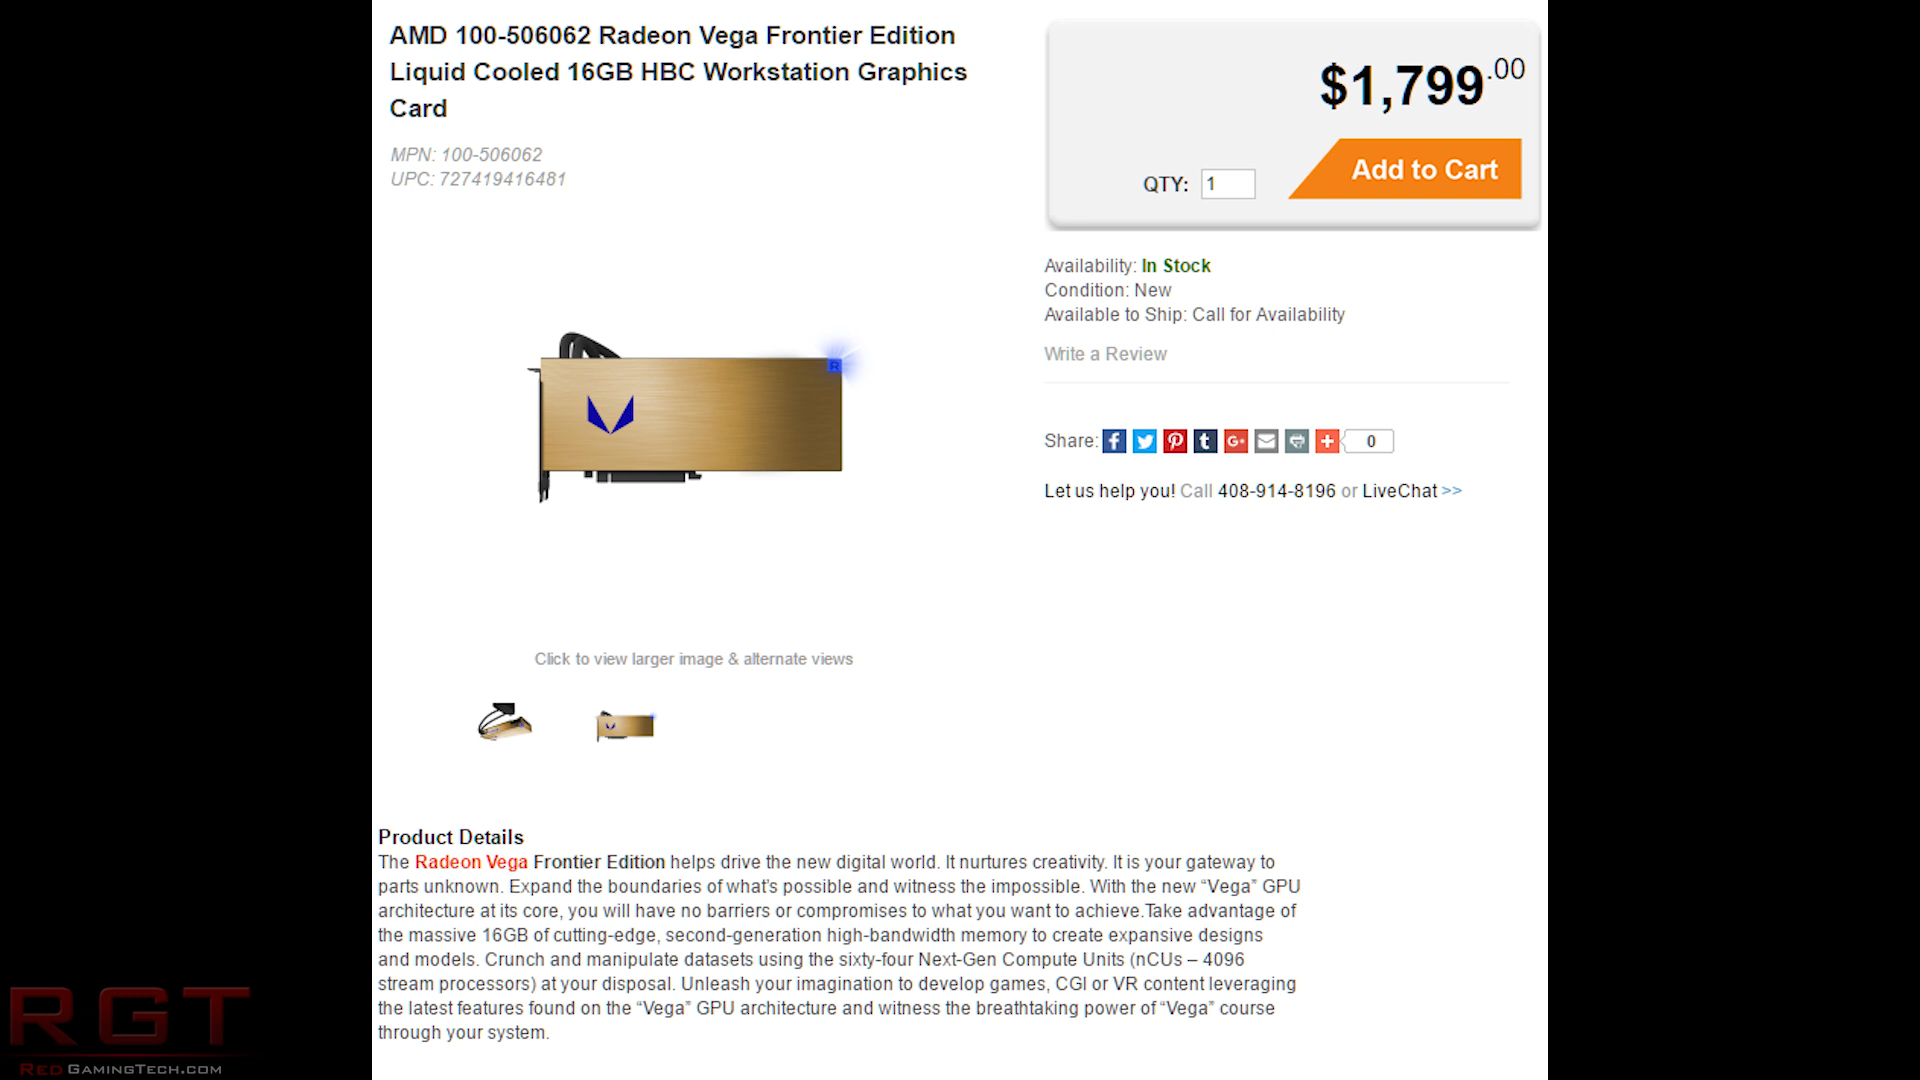 AMD 100-506062 Radeon Vega Frontier Edition
Liquid Cooled 16GB HBC Workstation Graphics
Card
MPN: 100-506062
UPC: 727419416481
$1,799.00
QTY: 1
Add to Cart
Availability: In Stock
Condition: New
Available to Ship: Call for Availability
Write a Review
Share: f t G+ + 0
Let us help you! Call 408-914-8196 or LiveChat >>
R
Click to view larger image & alternate views
Product Details
The Radeon Vega Frontier Edition helps drive the new digital world. It nurtures creativity. It is your gateway to
parts unknown. Expand the boundaries of what's possible and witness the impossible. With the new “Vega” GPU
architecture at its core, you will have no barriers or compromises to what you want to achieve.Take advantage of
the massive 16GB of cutting-edge, second-generation high-bandwidth memory to create expansive designs
and models. Crunch and manipulate datasets using the sixty-four Next-Gen Compute Units (nCUs – 4096
stream processors) at your disposal. Unleash your imagination to develop games, CGI or VR content leveraging
the latest features found on the “Vega” GPU architecture and witness the breathtaking power of “Vega” course
through your system.
RGT
RED GAMINGTECH.COM